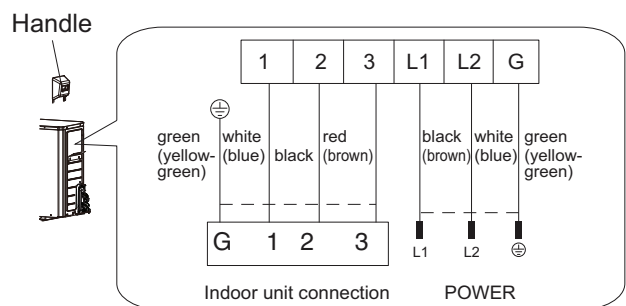 Handle
1 2 3 L1 L2 G
green (yellow-green)
white (blue)
black
red (brown)
black (brown)
white (blue)
green (yellow-green)
G 1 2 3
L1 L2
Indoor unit connection POWER